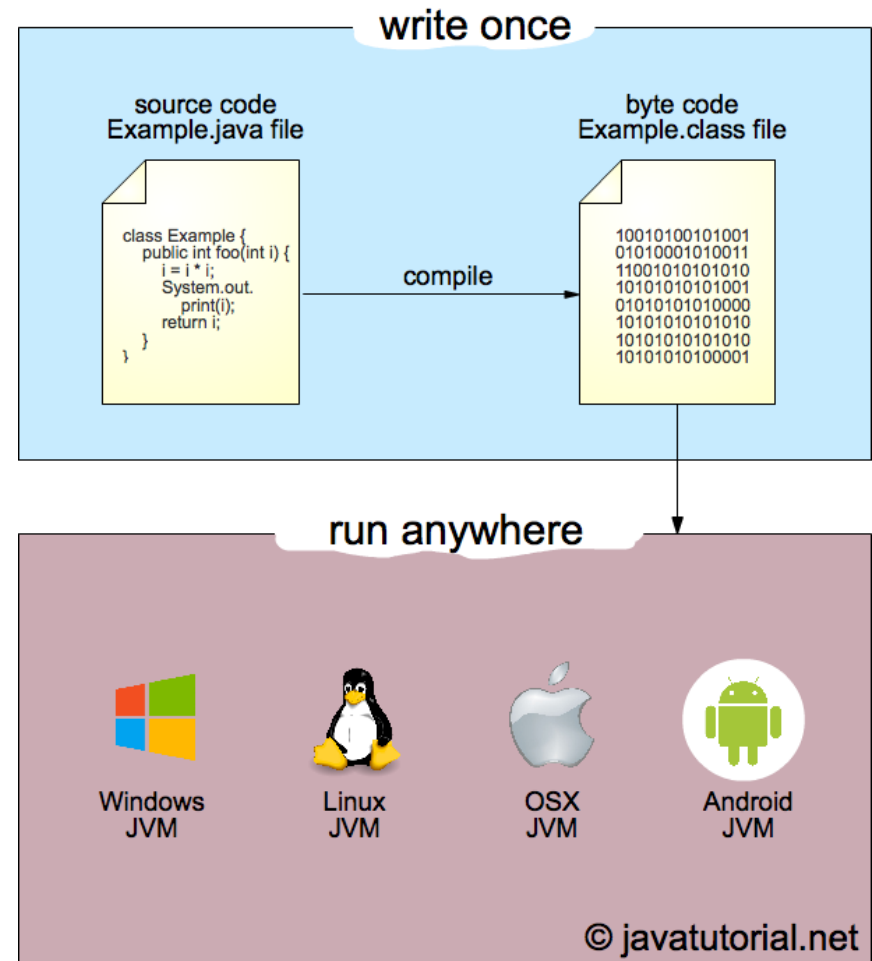 write once
source code
Example.java file
class Example {
public int foo(int i) {
i = i * i;
System.out.
print(i);
return i;
}
}
compile
byte code
Example.class file
10010100101001
01010001010011
11001010101010
10101010101001
01010101010000
10101010101010
10101010101010
10101010100001
run anywhere
Windows
JVM
Linux
JVM
OSX
JVM
Android
JVM
© javatutorial.net